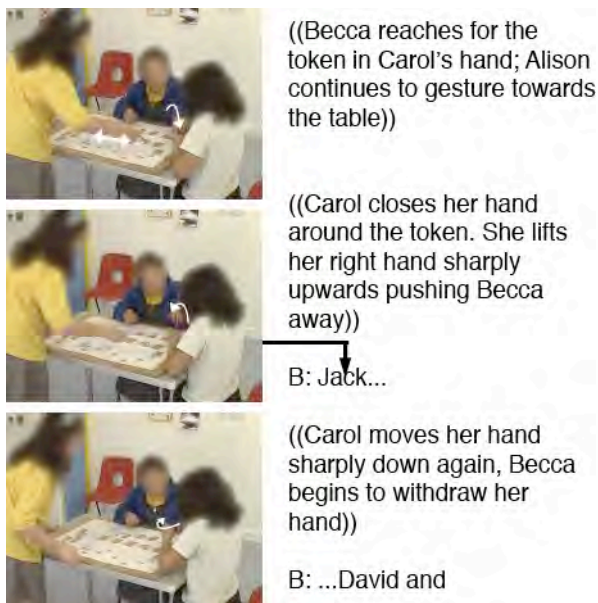 ((Becca reaches for the
token in Carol's hand; Alison
continues to gesture towards
the table))
((Carol closes her hand
around the token. She lifts
her right hand sharply
upwards pushing Becca
away))
B: Jack...
((Carol moves her hand
sharply down again, Becca
begins to withdraw her
hand))
B: ...David and